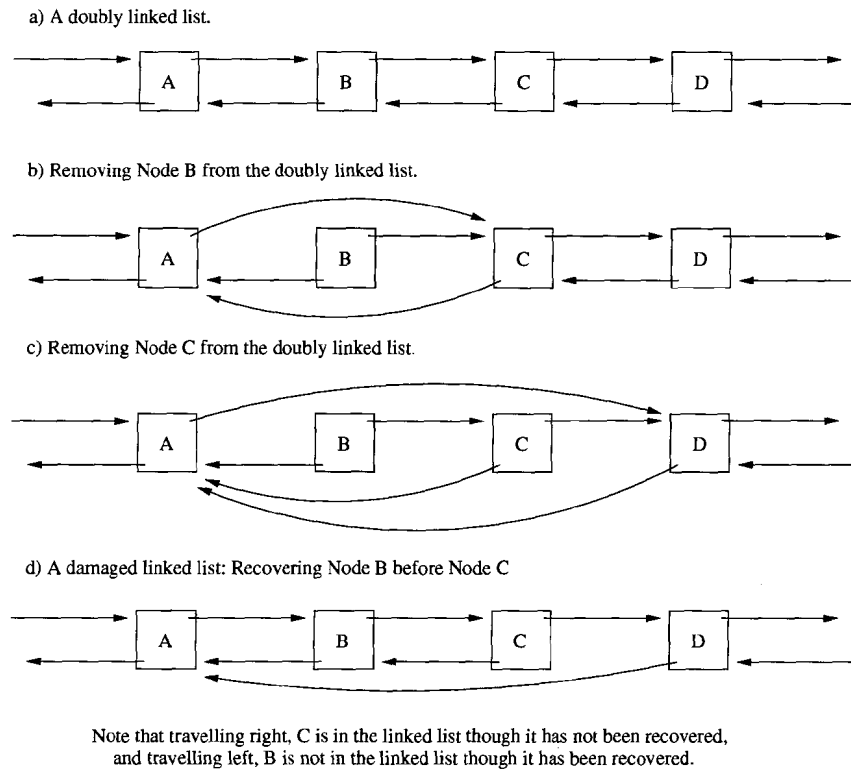 a) A doubly linked list.
A B C D
b) Removing Node B from the doubly linked list.
A B C D
c) Removing Node C from the doubly linked list.
A B C D
d) A damaged linked list: Recovering Node B before Node C
A B C D
Note that travelling right, C is in the linked list though it has not been recovered,
and travelling left, B is not in the linked list though it has been recovered.